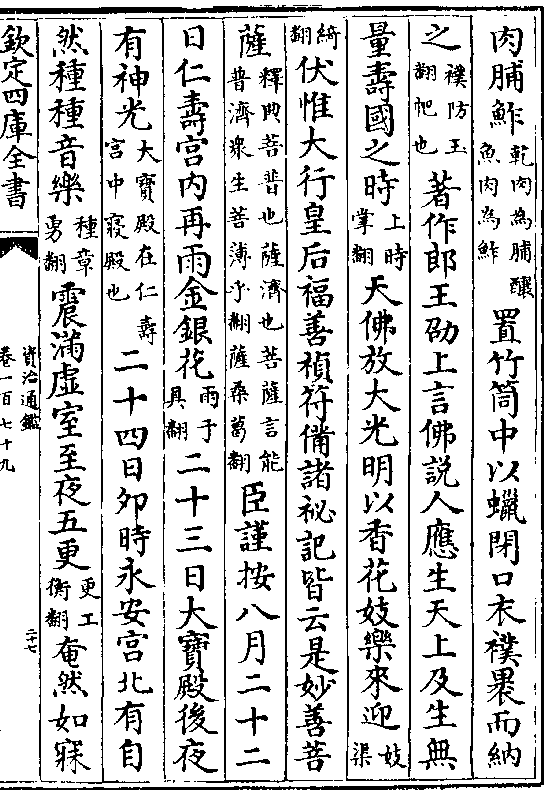 肉脯鮓乾肉為脯釀魚肉為鮓置竹筒中以蠟閉口衣襆裹而納
之襆防玉翻帊也著作郎王劭上言佛說人應生天上及生無
量壽國之時上時掌翻天佛放大光明以香花妓樂來迎妓渠
綺翻伏惟大行皇后福善禎符備諸祕記皆云是妙善菩
薩釋典菩普也薩濟也菩薩言能普濟衆生菩薄乎翻薩桑葛翻臣謹按八月二十二
日仁壽宮内再雨金銀花雨于具翻二十三日大寶殿後夜
有神光大寶殿在仁壽宮中寢殿也二十四日夘時永安宮北有自
然種種音樂種章勇翻震滿虛室至夜五更更工衡翻奄然如寐
欽定四庫全書
資治通鑑
卷一百七十九
二十七